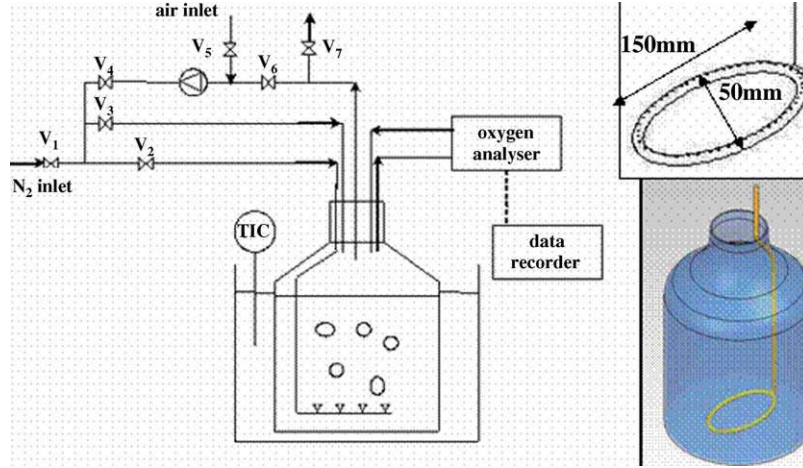 air inlet
V5
V7
V4
V6
V3
V1
V2
N2 inlet
oxygen
analyser
TIC
data
recorder
150mm
50mm